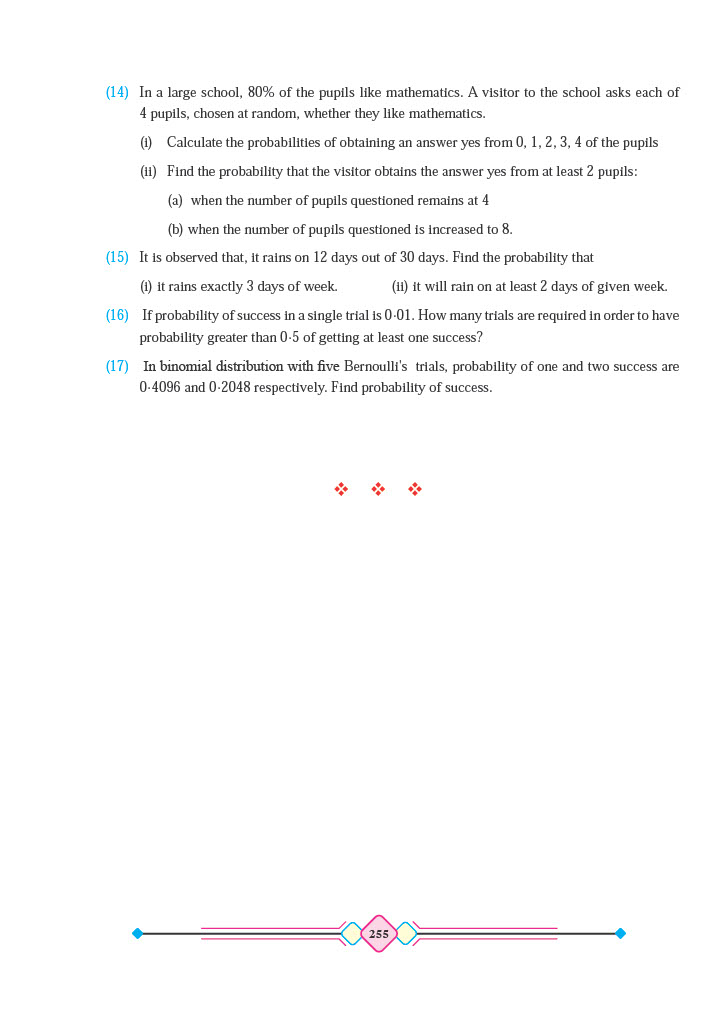 (14) In a large school, 80% of the pupils like mathematics. A visitor to the school asks each of
4 pupils, chosen at random, whether they like mathematics.
(i) Calculate the probabilities of obtaining an answer yes from 0, 1, 2, 3, 4 of the pupils
(ii) Find the probability that the visitor obtains the answer yes from at least 2 pupils:
(a) when the number of pupils questioned remains at 4
(b) when the number of pupils questioned is increased to 8.
(15) It is observed that, it rains on 12 days out of 30 days. Find the probability that
(i) it rains exactly 3 days of week. (ii) it will rain on at least 2 days of given week.
(16) If probability of success in a single trial is 0·01. How many trials are required in order to have
probability greater than 0·5 of getting at least one success?
(17) In binomial distribution with five Bernoulli's trials, probability of one and two success are
0·4096 and 0·2048 respectively. Find probability of success.
255